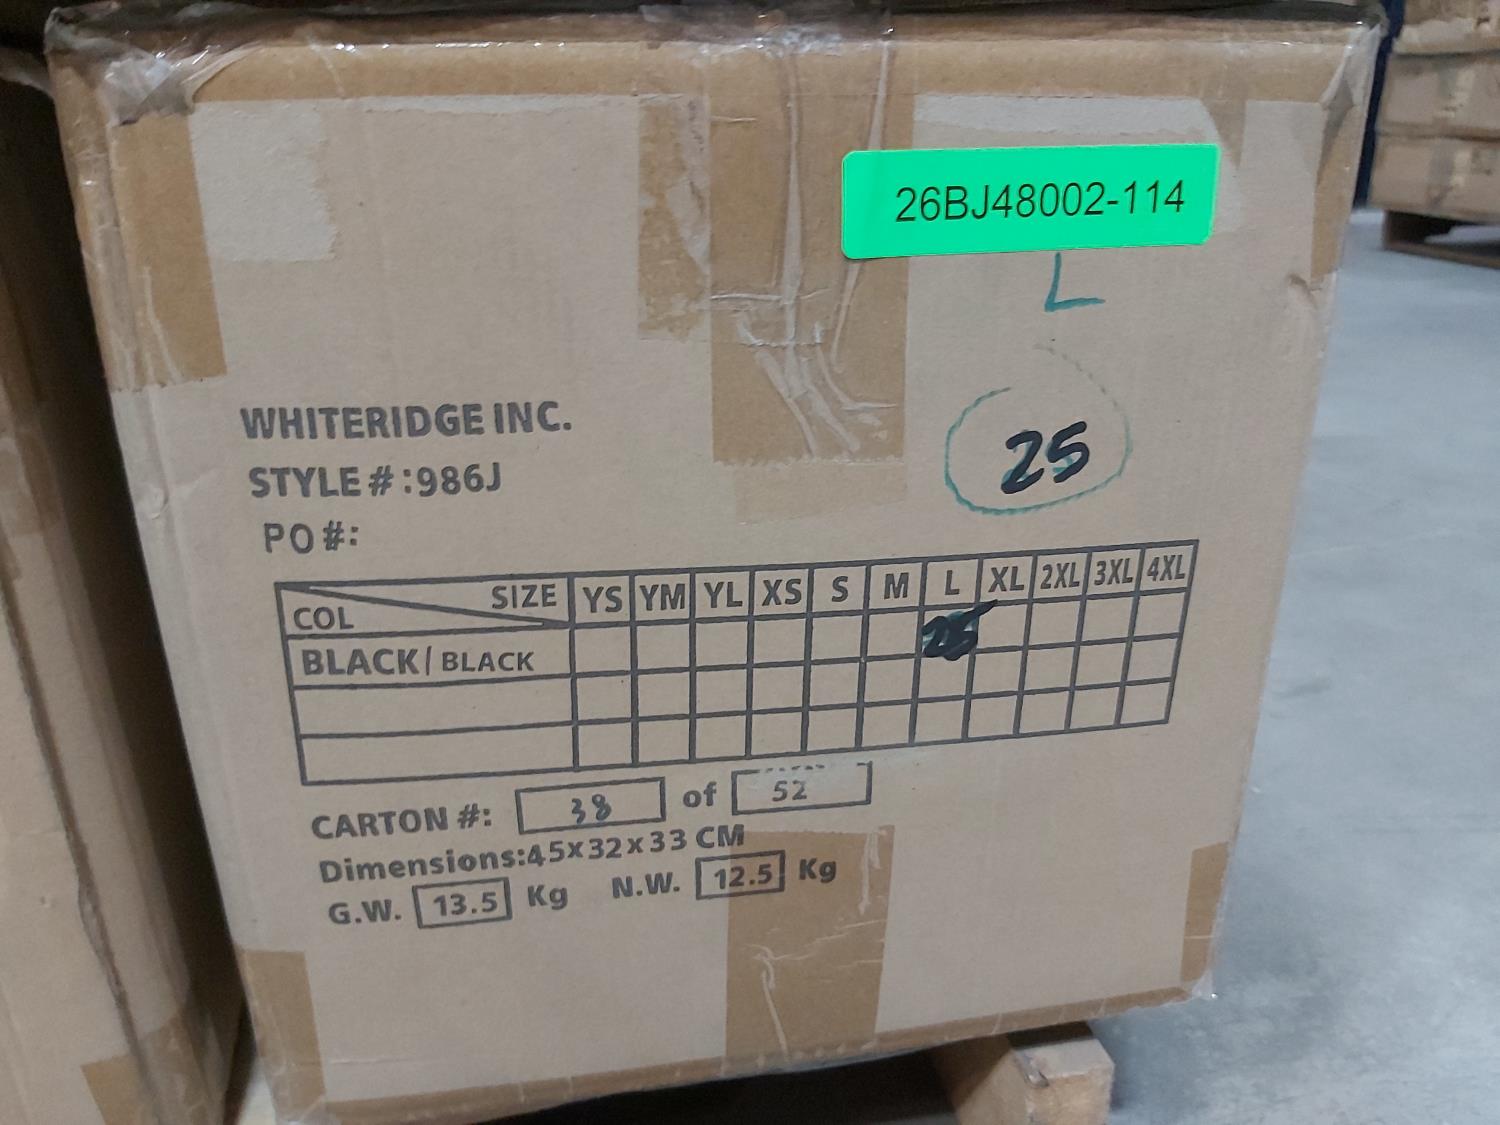 26BJ48002-114
L
25
WHITERIDGE INC.
STYLE#:986J
PO#:
SIZE YS YM YL XS S M L XL 2XL 3XL 4XL
COL
25
BLACK/BLACK
CARTON #: 38 of 52
Dimensions:45x32x33 CM
G.W. 13.5 Kg N.W. 12.5 Kg